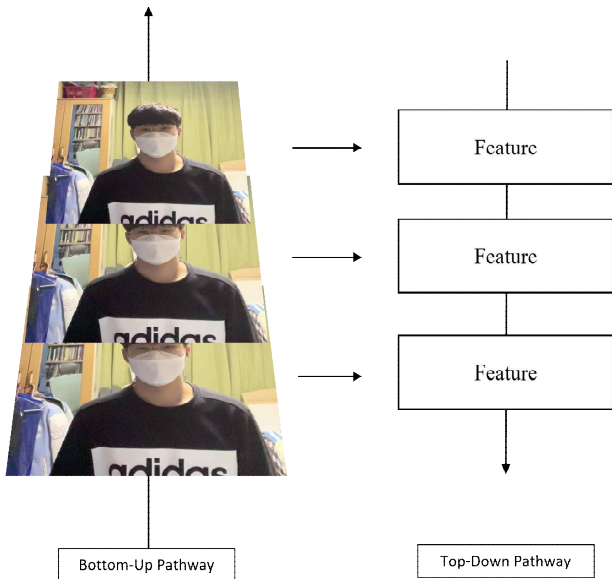 Feature
adidas
Feature
adidas
Feature
adidas
Bottom-Up Pathway
Top-Down Pathway